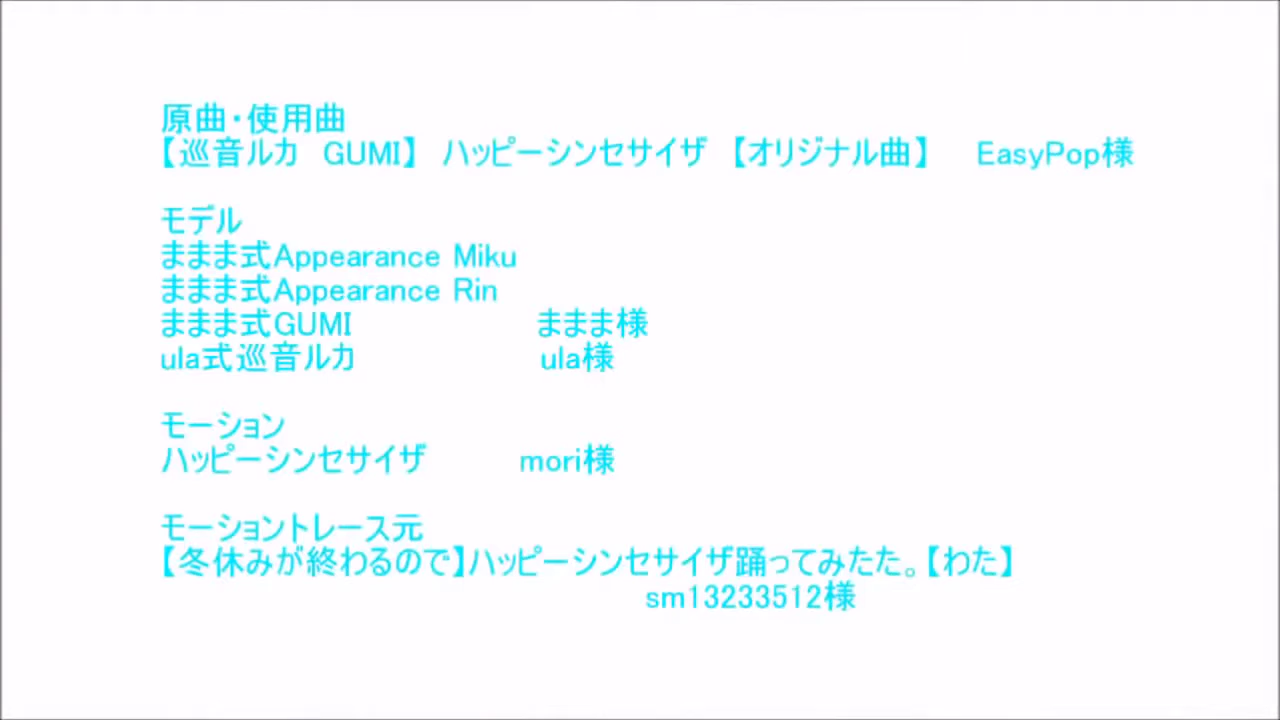 原曲・使用曲
【巡音ルカ　GUMI】　ハッピーシンセサイザ　【オリジナル曲】　EasyPop様
モデル
ままま式Appearance Miku
ままま式Appearance Rin
ままま式GUMI　ままま様
ula式巡音ルカ　ula様
モーション
ハッピーシンセサイザ　mori様
モーショントレース元
【冬休みが終わるので】ハッピーシンセサイザ踊ってみたた。【わた】
sm13233512様